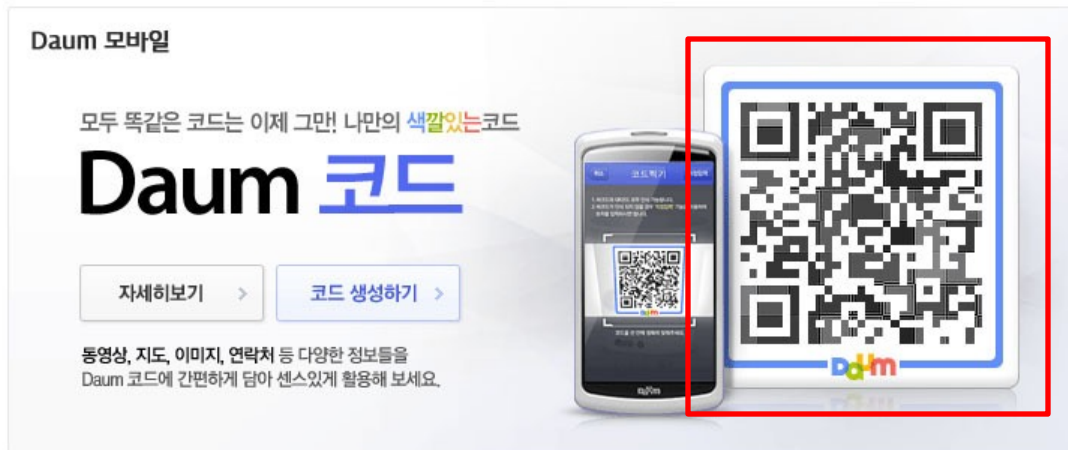 Daum 모바일
모두 똑같은 코드는 이제 그만! 나만의 색깔있는코드
Daum 코드
자세히보기 >
코드 생성하기 >
동영상, 지도, 이미지, 연락처 등 다양한 정보들을
Daum 코드에 간편하게 담아 센스있게 활용해 보세요.
코드찍기
Daum
Daum
Daum